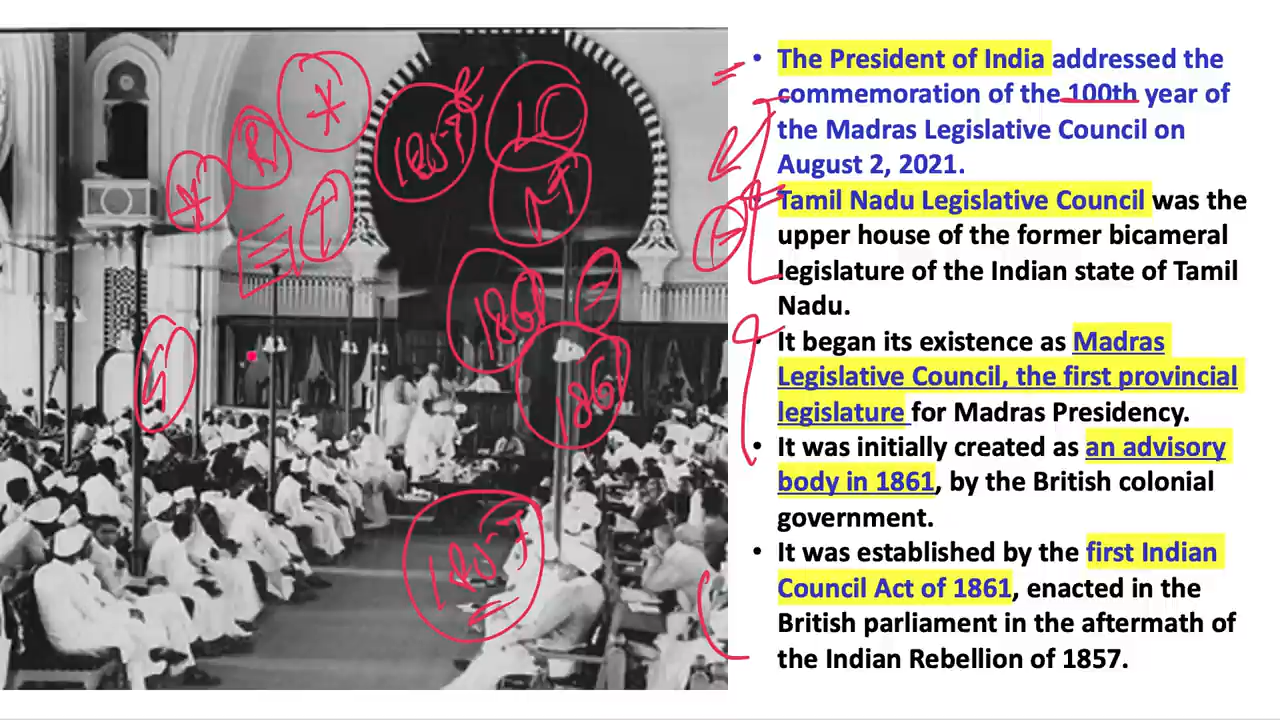 • The President of India addressed the
commemoration of the 100th year of
the Madras Legislative Council on
August 2, 2021.
• Tamil Nadu Legislative Council was the
upper house of the former bicameral
legislature of the Indian state of Tamil
Nadu.
• It began its existence as Madras
Legislative Council, the first provincial
legislature for Madras Presidency.
• It was initially created as an advisory
body in 1861, by the British colonial
government.
• It was established by the first Indian
Council Act of 1861, enacted in the
British parliament in the aftermath of
the Indian Rebellion of 1857.
1857
LC
1861
1861
1857